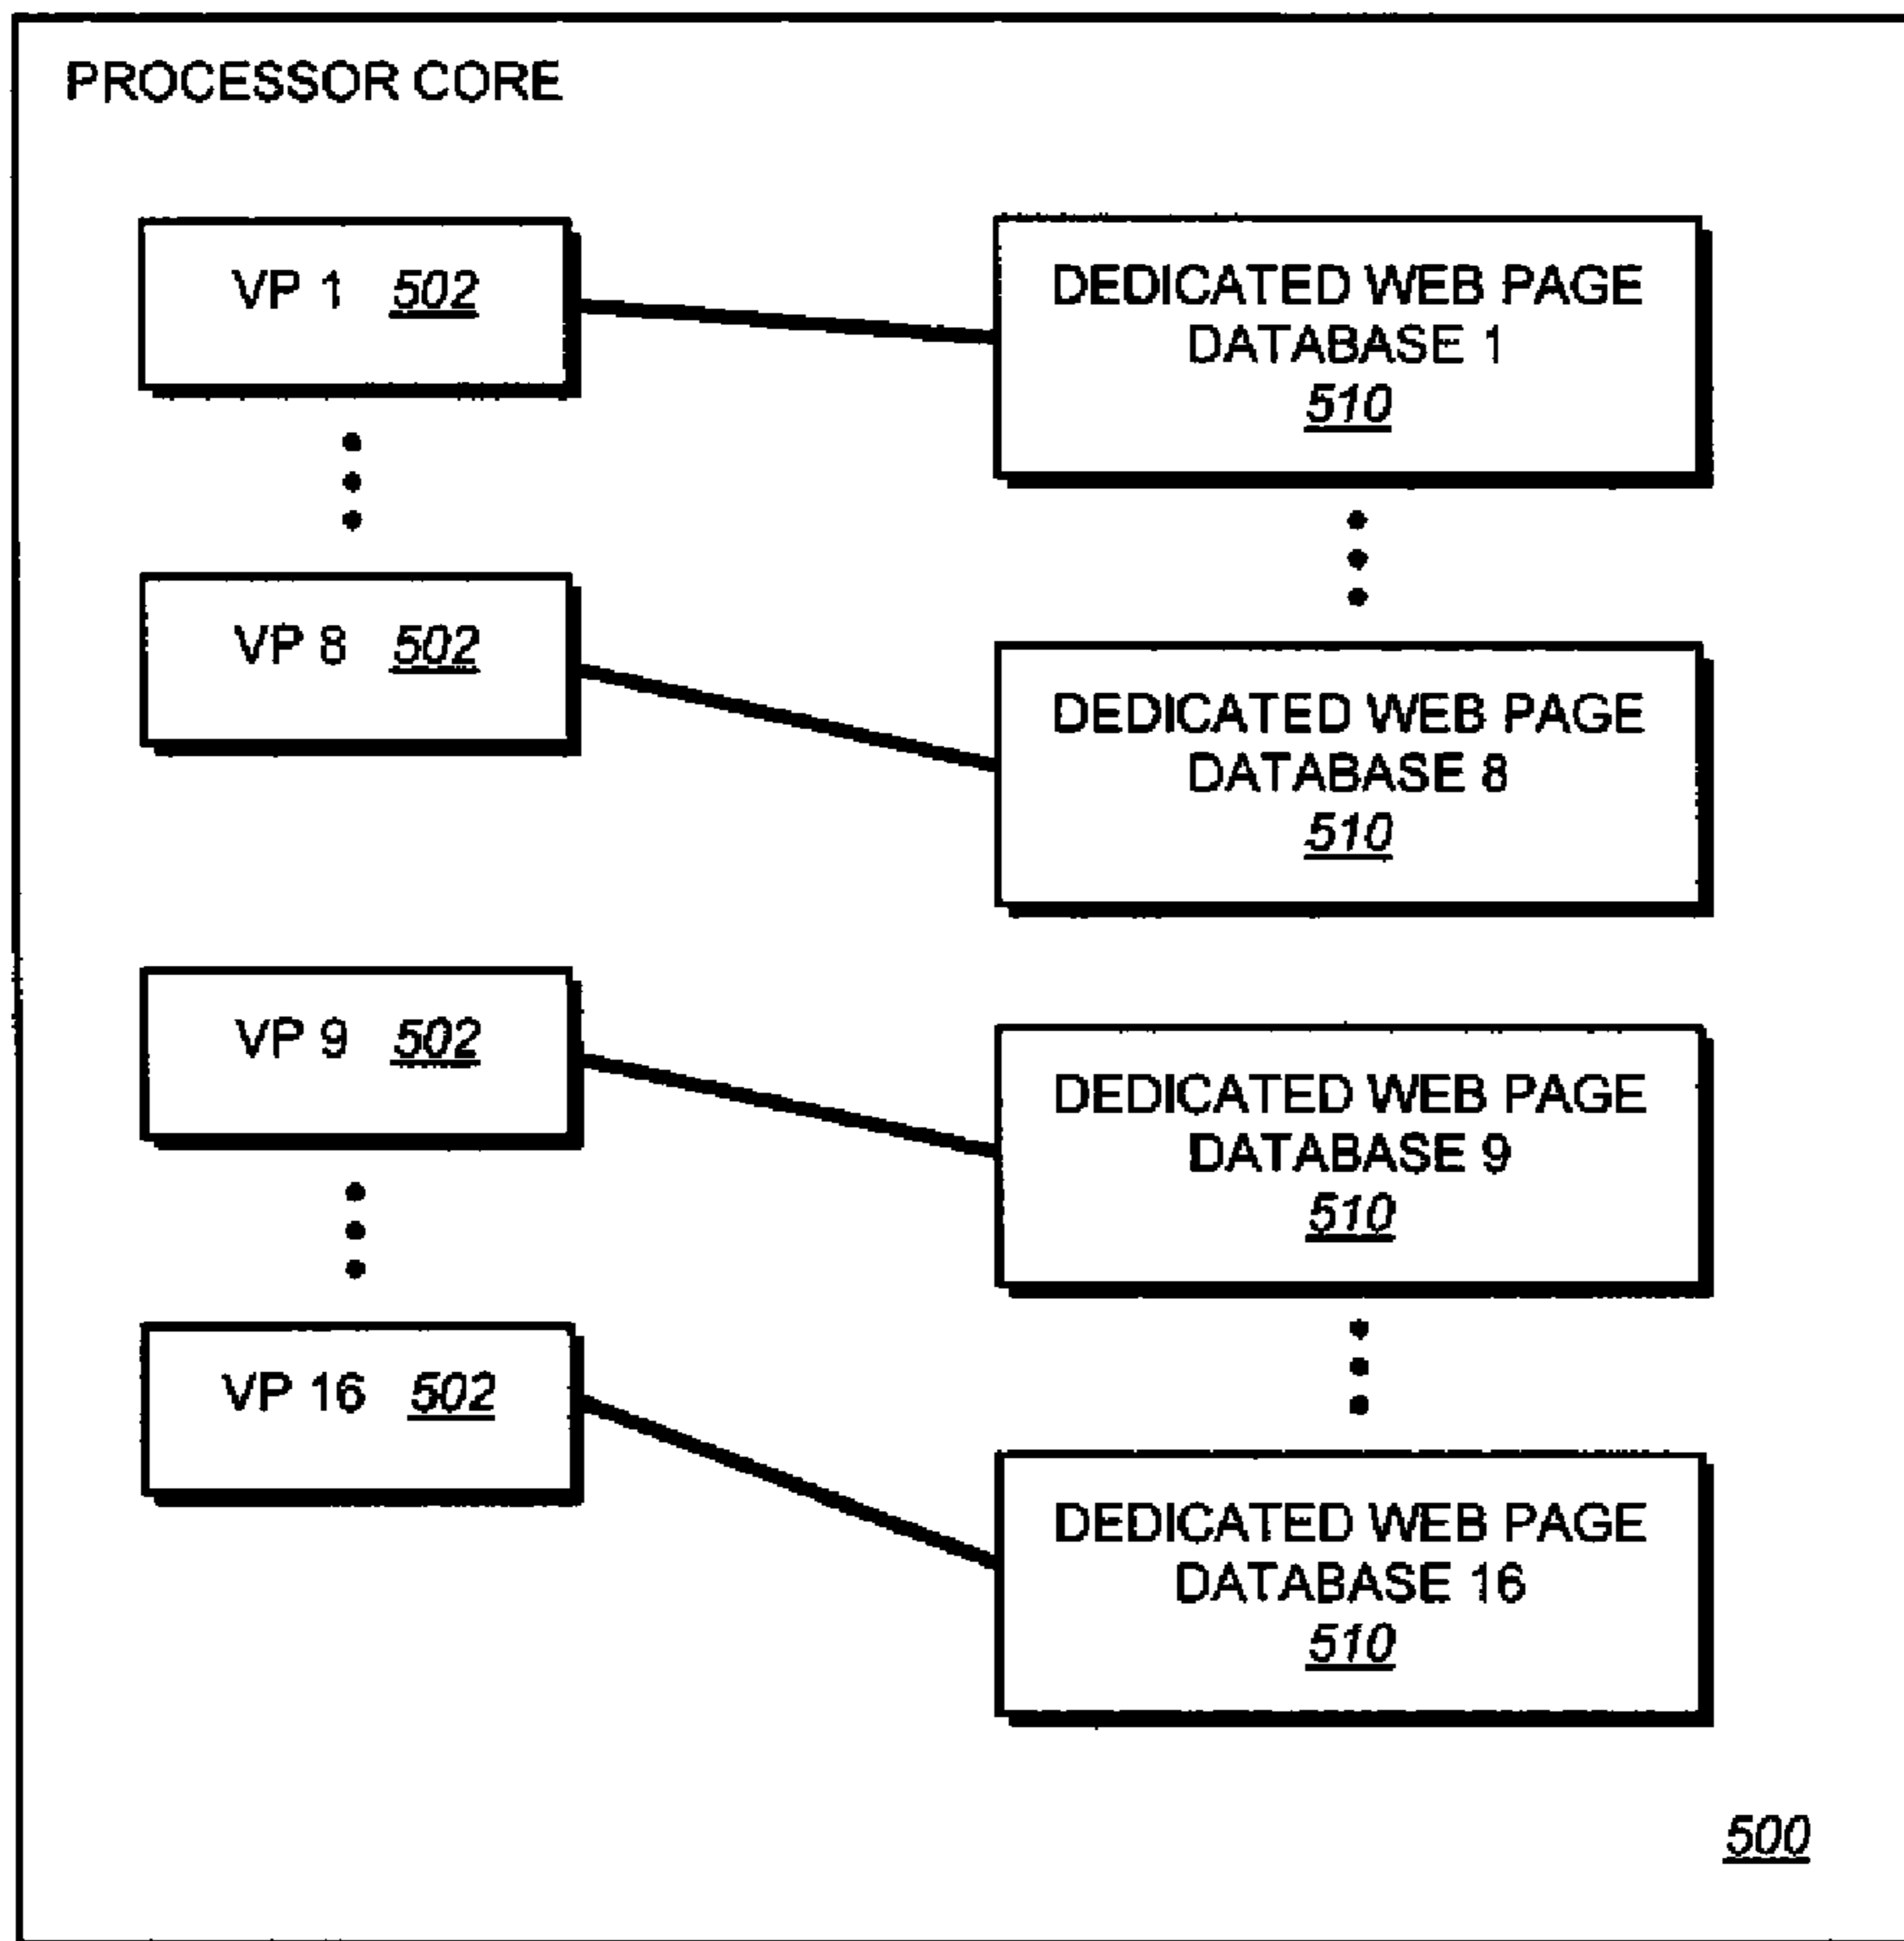 PROCESSOR CORE
VP 1 502
DEDICATED WEB PAGE
DATABASE 1
510
VP 8 502
DEDICATED WEB PAGE
DATABASE 8
510
VP 9 502
DEDICATED WEB PAGE
DATABASE 9
510
VP 16 502
DEDICATED WEB PAGE
DATABASE 16
510
500